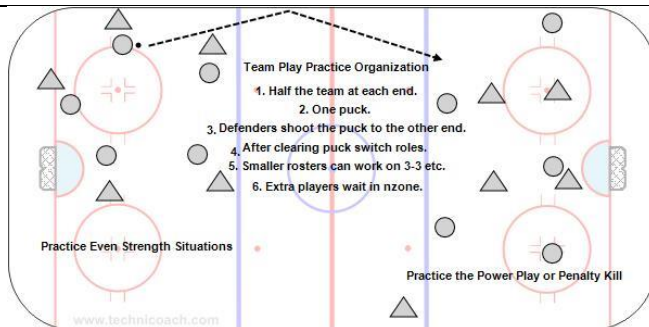 Team Play Practice Organization
1. Half the team at each end.
2. One puck.
3. Defenders shoot the puck to the other end.
4. After clearing puck switch roles.
5. Smaller rosters can work on 3-3 etc.
6. Extra players wait in nzone.
Practice Even Strength Situations
Practice the Power Play or Penalty Kill
www.technicoach.com